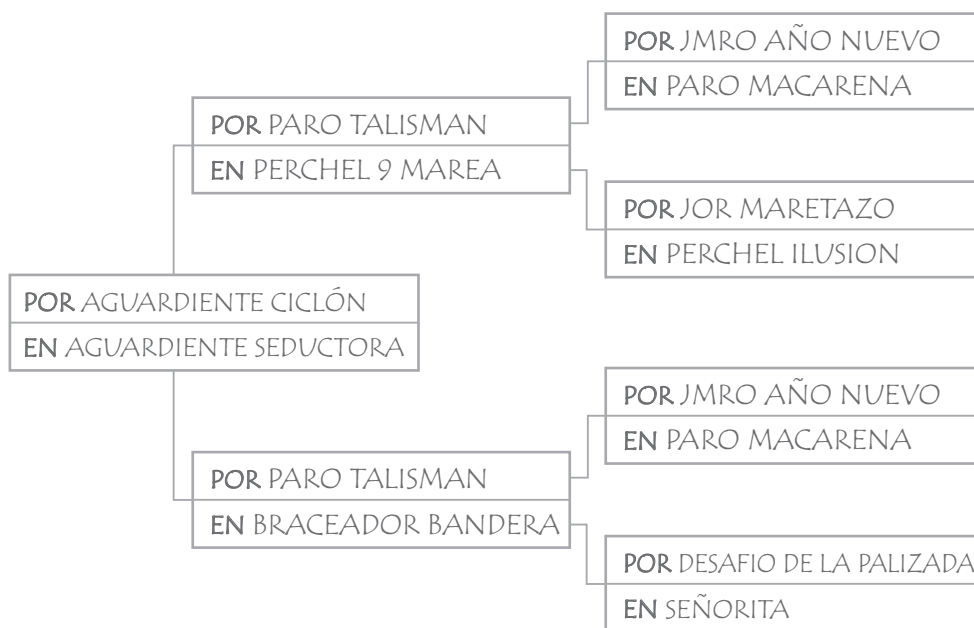 POR JMRO AÑO NUEVO
EN PARO MACARENA
POR PARO TALISMAN
EN PERCHEL 9 MAREA
POR JOR MARETAZO
EN PERCHEL ILUSION
POR AGUARDIENTE CICLÓN
EN AGUARDIENTE SEDUCTORA
POR JMRO AÑO NUEVO
EN PARO MACARENA
POR PARO TALISMAN
EN BRACEADOR BANDERA
POR DESAFIO DE LA PALIZADA
EN SEÑORITA